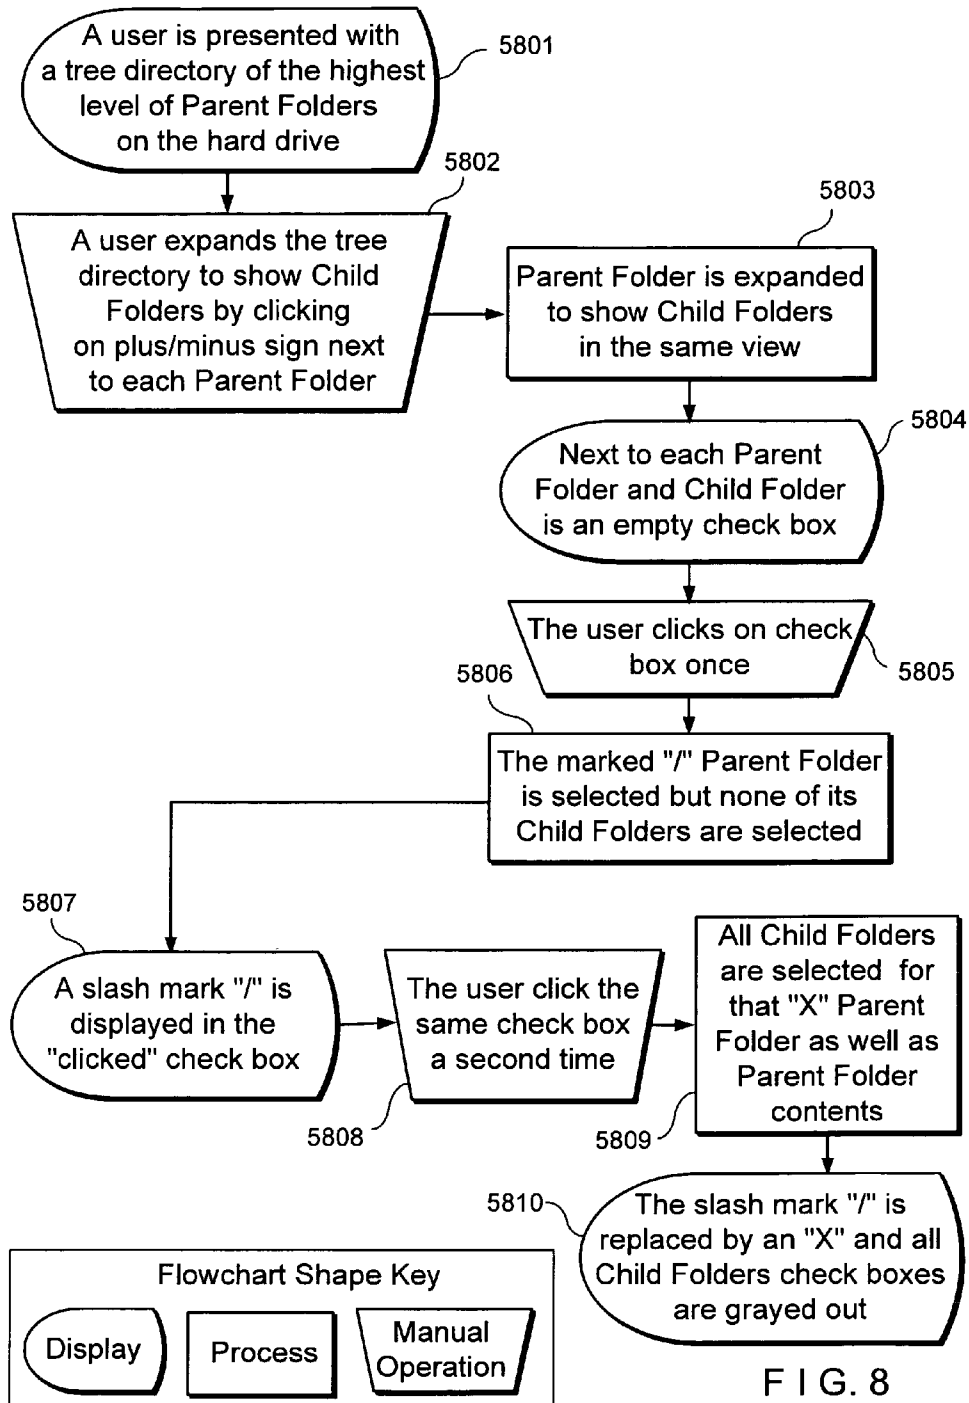 A user is presented with
a tree directory of the highest
level of Parent Folders
on the hard drive
5801
5802
A user expands the tree
directory to show Child
Folders by clicking
on plus/minus sign next
to each Parent Folder
5803
Parent Folder is expanded
to show Child Folders
in the same view
5804
Next to each Parent
Folder and Child Folder
is an empty check box
The user clicks on check
box once
5805
5806
The marked "/" Parent Folder
is selected but none of its
Child Folders are selected
5807
A slash mark "/" is
displayed in the
"clicked" check box
The user click the
same check box
a second time
5808
All Child Folders
are selected for
that "X" Parent
Folder as well as
Parent Folder
contents
5809
5810
The slash mark "/" is
replaced by an "X" and all
Child Folders check boxes
are grayed out
Flowchart Shape Key
Display
Process
Manual
Operation
F I G. 8